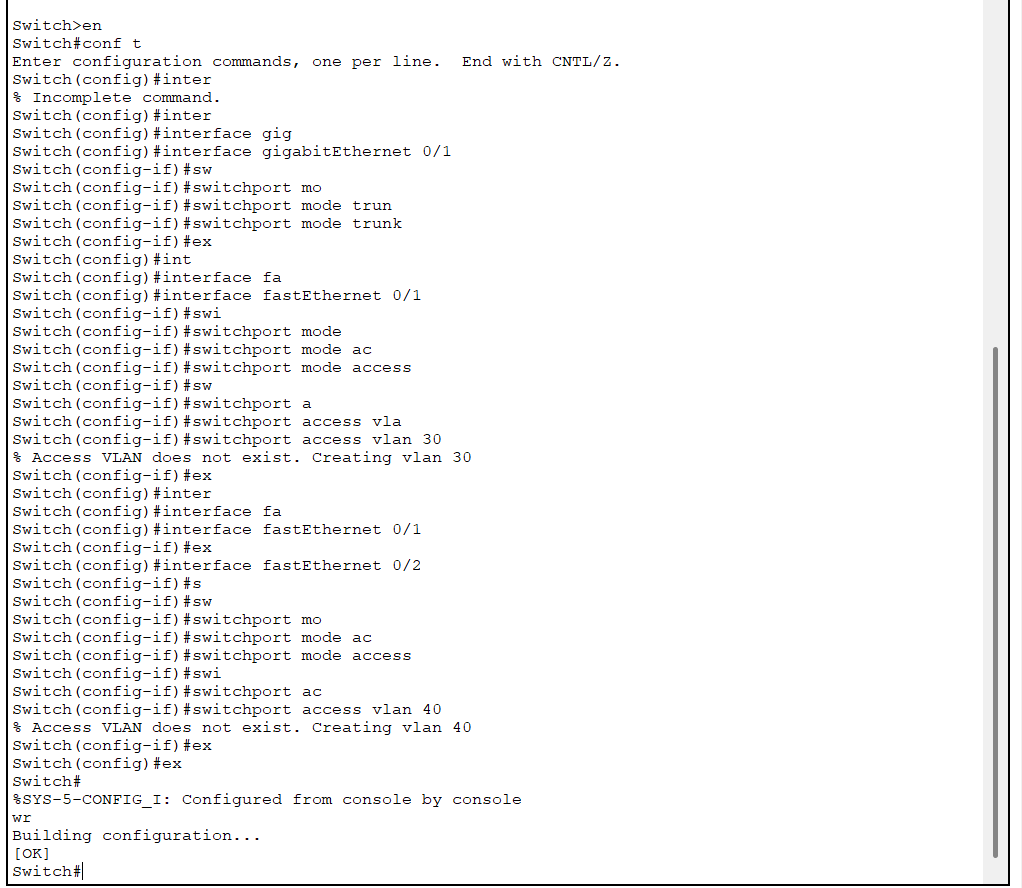 Switch>en
Switch#conf t
Enter configuration commands, one per line.  End with CNTL/Z.
Switch(config)#inter
% Incomplete command.
Switch(config)#inter
Switch(config)#interface gig
Switch(config)#interface gigabitEthernet 0/1
Switch(config-if)#sw
Switch(config-if)#switchport mo
Switch(config-if)#switchport mode trun
Switch(config-if)#switchport mode trunk
Switch(config-if)#ex
Switch(config)#int
Switch(config)#interface fa
Switch(config)#interface fastEthernet 0/1
Switch(config-if)#swi
Switch(config-if)#switchport mode
Switch(config-if)#switchport mode ac
Switch(config-if)#switchport mode access
Switch(config-if)#sw
Switch(config-if)#switchport a
Switch(config-if)#switchport access vla
Switch(config-if)#switchport access vlan 30
% Access VLAN does not exist. Creating vlan 30
Switch(config-if)#ex
Switch(config)#inter
Switch(config)#interface fa
Switch(config)#interface fastEthernet 0/1
Switch(config-if)#ex
Switch(config)#interface fastEthernet 0/2
Switch(config-if)#s
Switch(config-if)#sw
Switch(config-if)#switchport mo
Switch(config-if)#switchport mode ac
Switch(config-if)#switchport mode access
Switch(config-if)#swi
Switch(config-if)#switchport ac
Switch(config-if)#switchport access vlan 40
% Access VLAN does not exist. Creating vlan 40
Switch(config-if)#ex
Switch(config)#ex
Switch#
%SYS-5-CONFIG_I: Configured from console by console
wr
Building configuration...
[OK]
Switch#